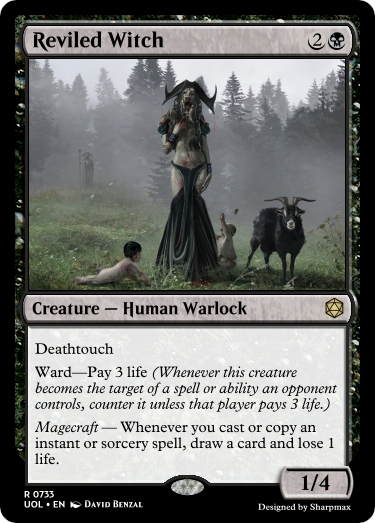 Reviled Witch 2
Creature — Human Warlock
Deathtouch
Ward—Pay 3 life (Whenever this creature
becomes the target of a spell or ability an opponent
controls, counter it unless that player pays 3 life.)
Magecraft — Whenever you cast or copy an
instant or sorcery spell, draw a card and lose 1
life.
1/4
R 0733
UOL • EN DAVID BENZAL
Designed by Sharpmax